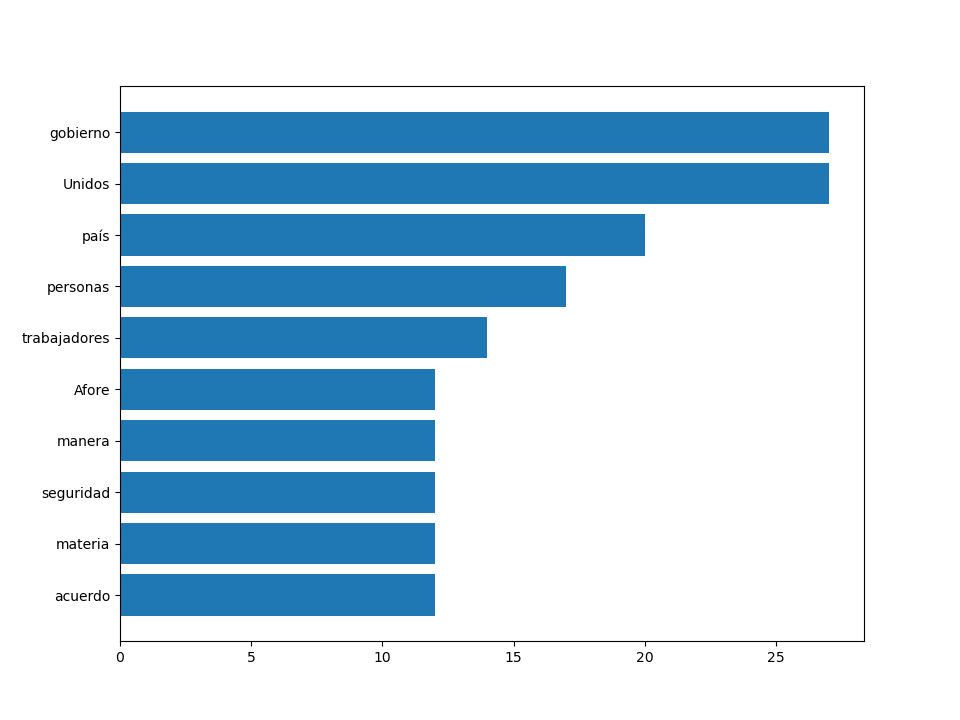 gobierno
Unidos
país
personas
trabajadores
Afore
manera
seguridad
materia
acuerdo
0 5 10 15 20 25